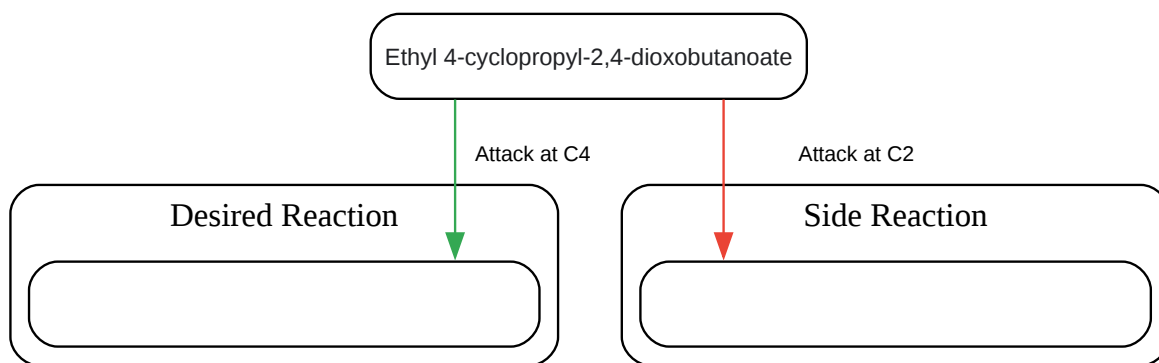 Ethyl 4-cyclopropyl-2,4-dioxobutanoate
Attack at C4
Attack at C2
Desired Reaction
Side Reaction